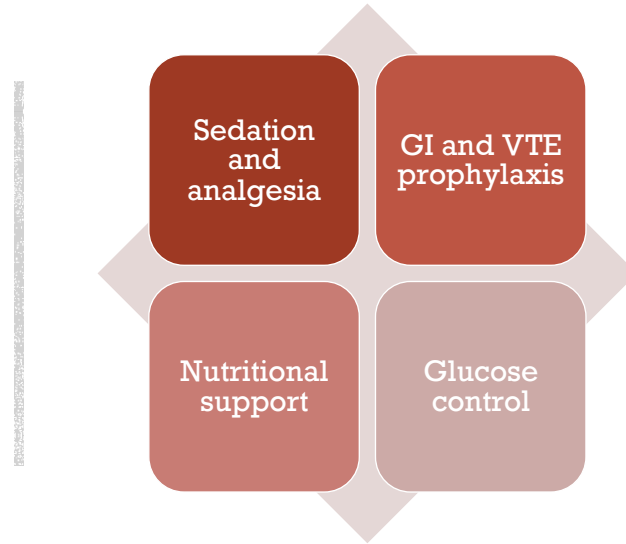 Sedation
and
analgesia
GI and VTE
prophylaxis
Nutritional
support
Glucose
control